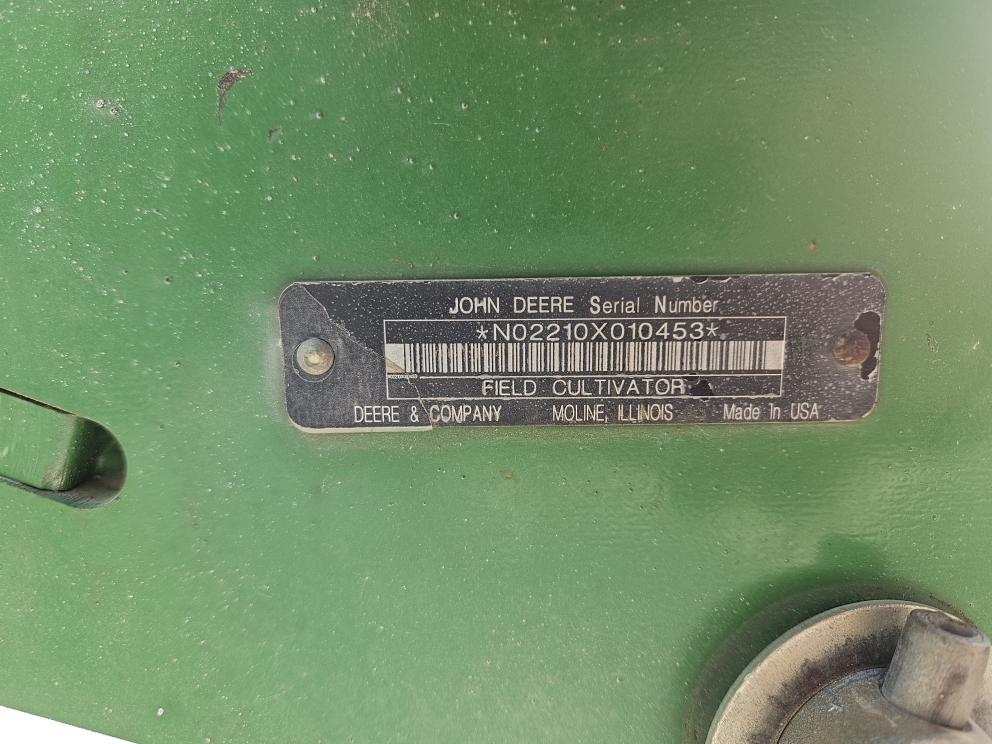 JOHN DEERE Serial Number
*N02210X010453*
FIELD CULTIVATOR
DEERE & COMPANY MOLINE, ILLINOIS Made In USA